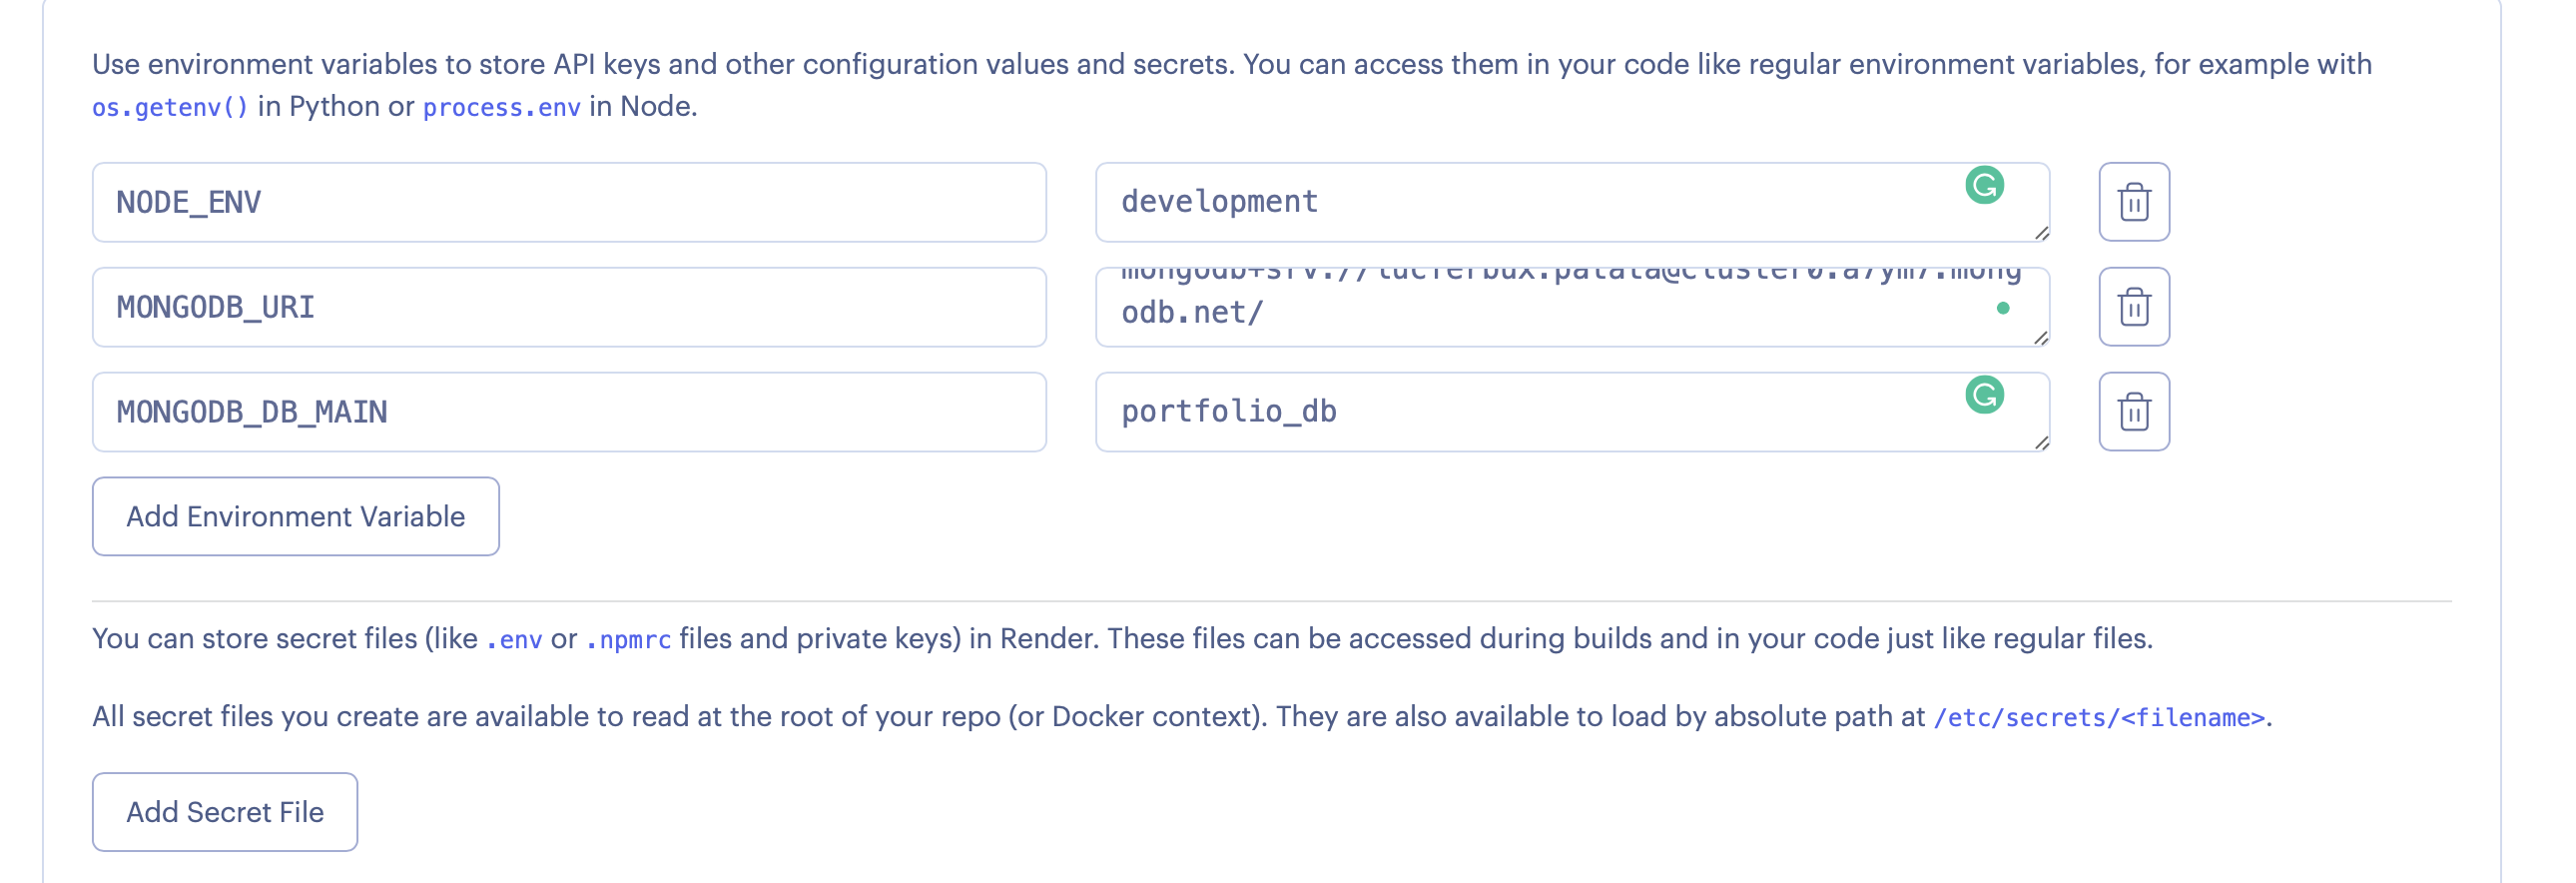 Use environment variables to store API keys and other configuration values and secrets. You can access them in your code like regular environment variables, for example with
os.getenv() in Python or process.env in Node.
NODE_ENV
development
MONGODB_URI
odb.net/
MONGODB_DB_MAIN
portfolio_db
Add Environment Variable
You can store secret files (like .env or .npmrc files and private keys) in Render. These files can be accessed during builds and in your code just like regular files.
All secret files you create are available to read at the root of your repo (or Docker context). They are also available to load by absolute path at /etc/secrets/<filename>.
Add Secret File